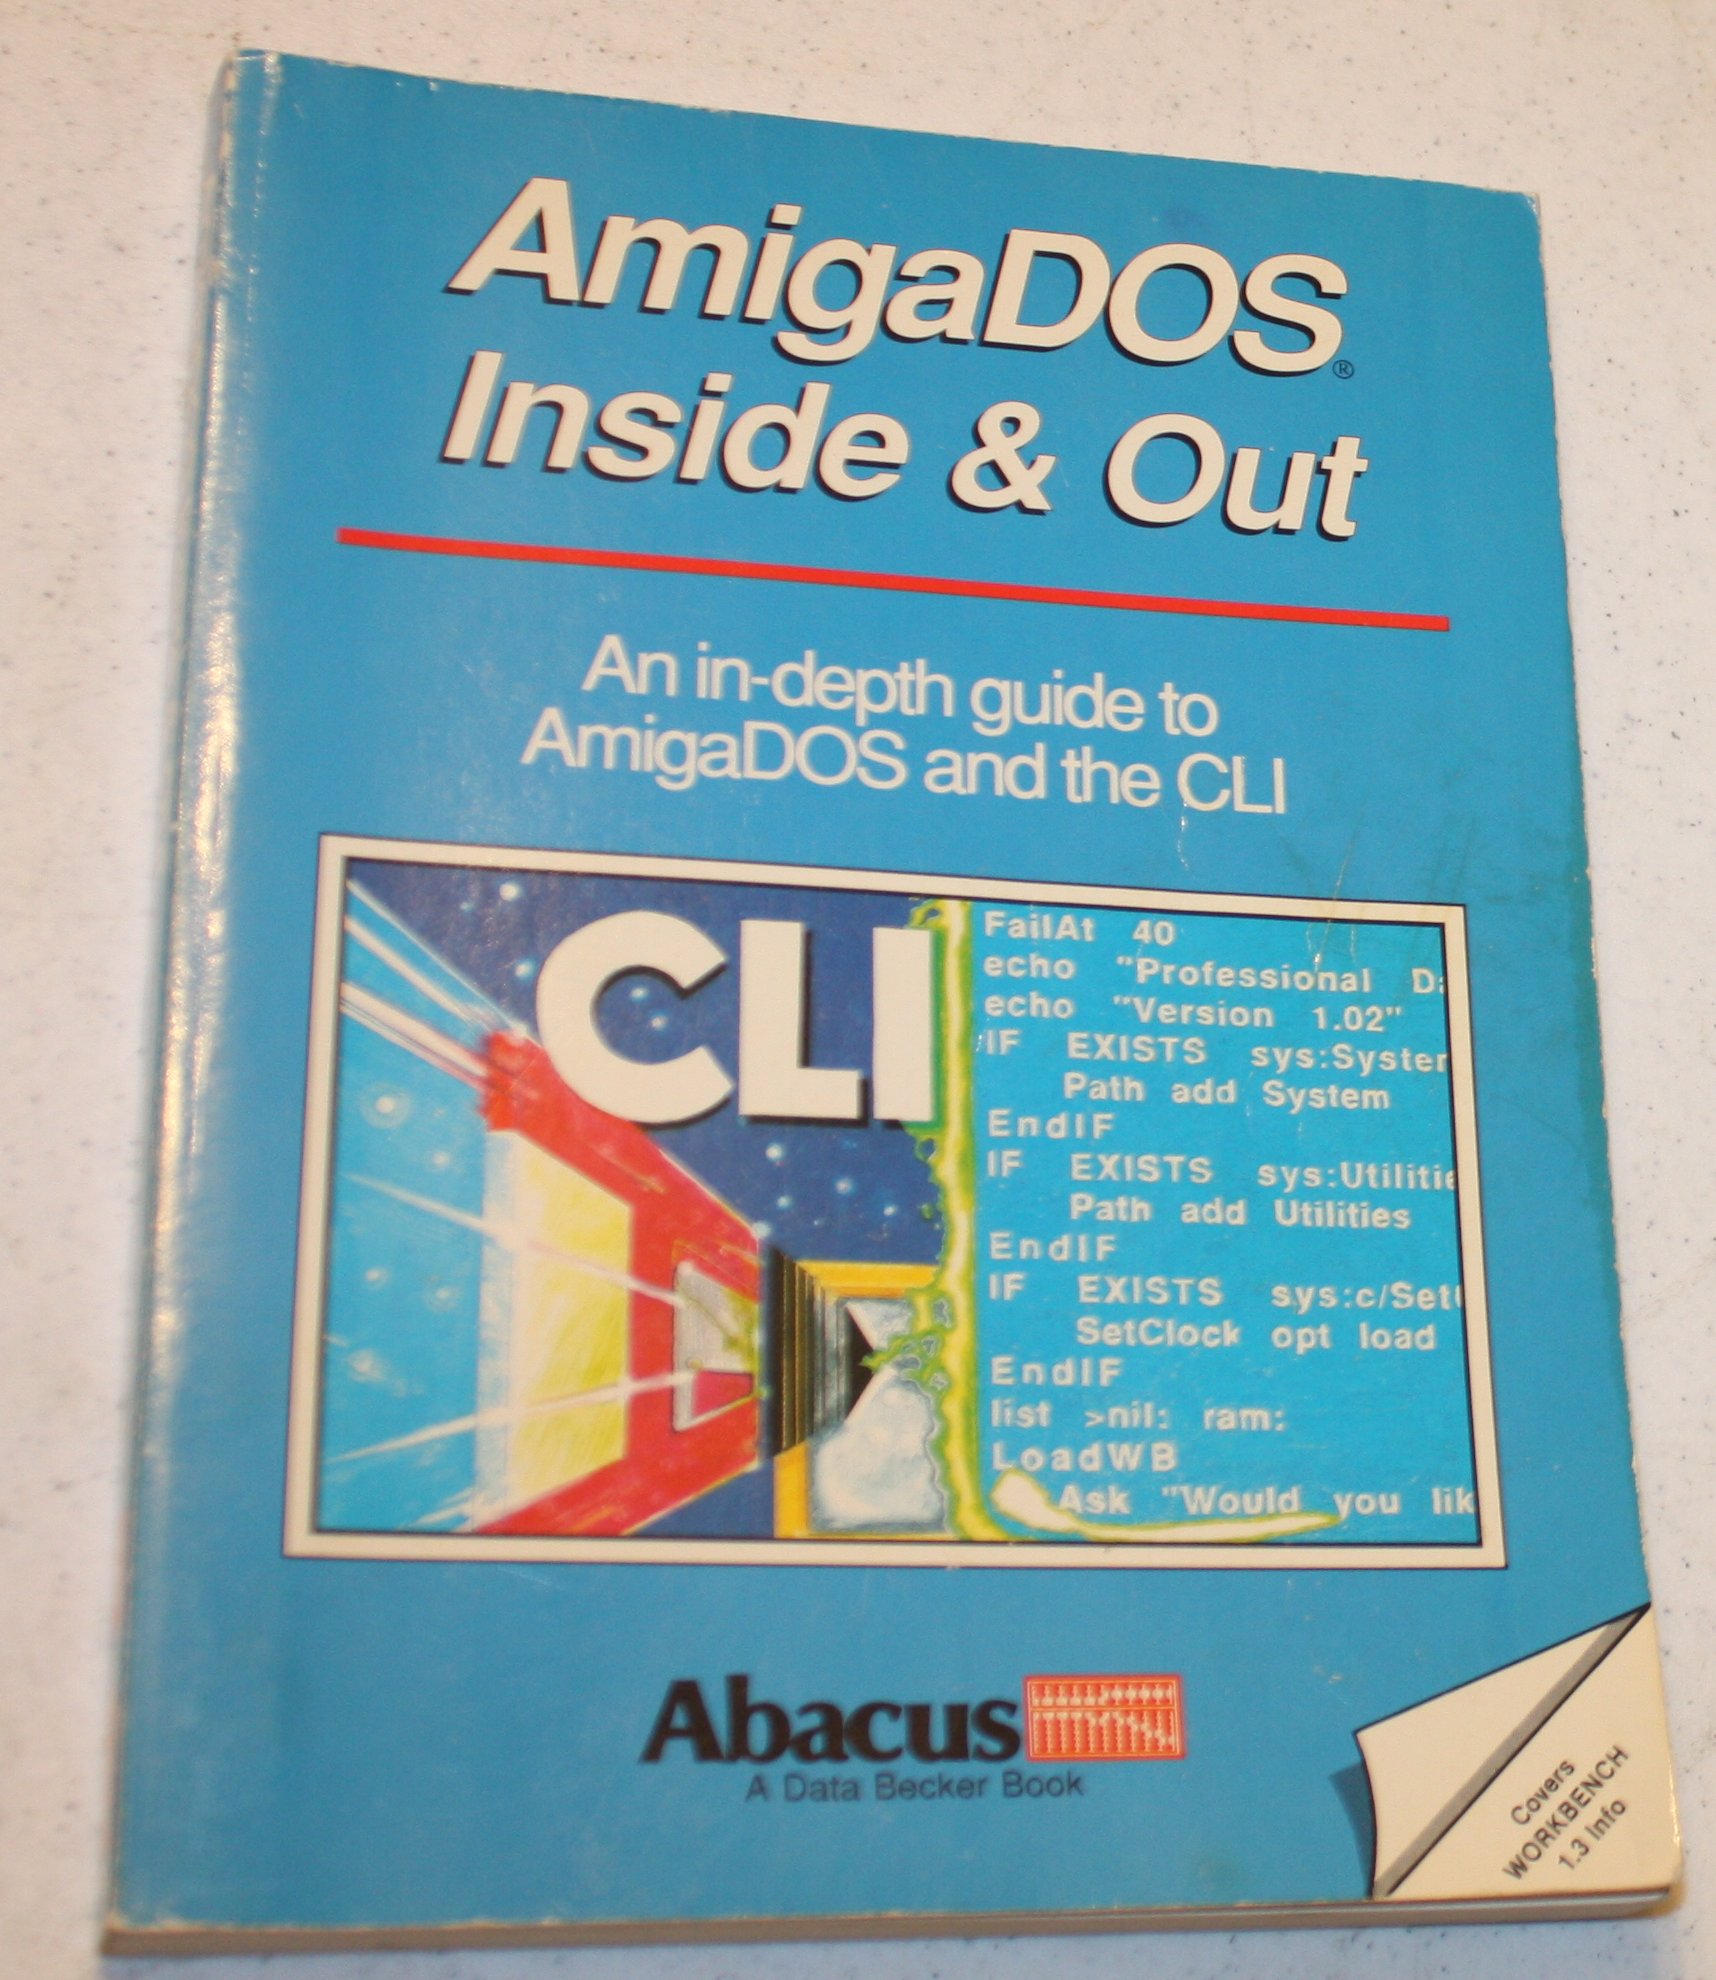 AmigaDOS®
Inside & Out
An in-depth guide to
AmigaDOS and the CLI
CLI
FailAt 40
echo "Professional D
echo "Version 1.02"
IF EXISTS sys:System
Path add System
EndIF
IF EXISTS sys:Utilitie
Path add Utilities
EndIF
IF EXISTS sys:c/Set
SetClock opt load
EndIF
list >nil: ram:
LoadWB
Ask "Would you lik
Abacus
A Data Becker Book
Covers
WORKBENCH
1.3 Info